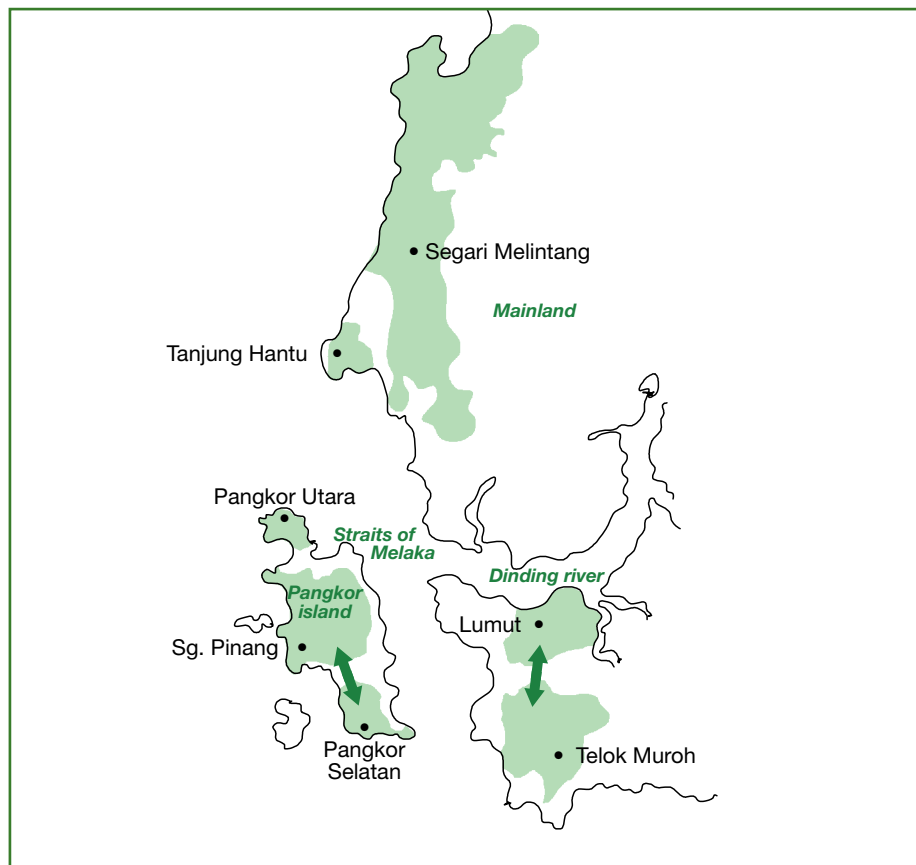 Segari Melintang
Mainland
Tanjung Hantu
Pangkor Utara
Straits of
Melaka
Dinding river
Pangkor
island
Lumut
Sg. Pinang
Pangkor
Selatan
Telok Muroh